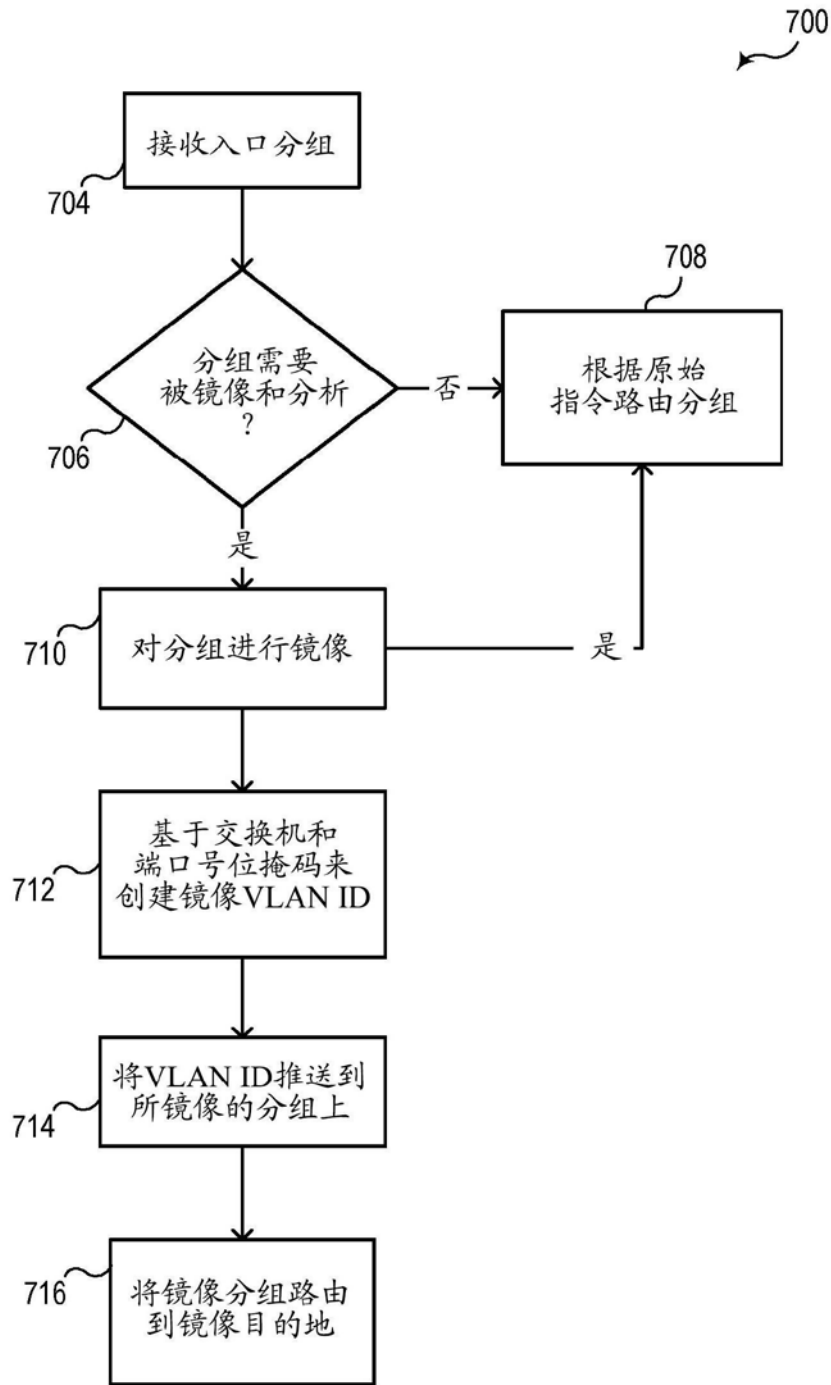 700
接收入口分组
704
分组需要
被镜像和分析
?
706
否
708
根据原始
指令路由分组
是
710
对分组进行镜像
是
712
基于交换机和
端口号位掩码来
创建镜像VLAN ID
714
将VLAN ID推送到
所镜像的分组上
716
将镜像分组路由
到镜像目的地